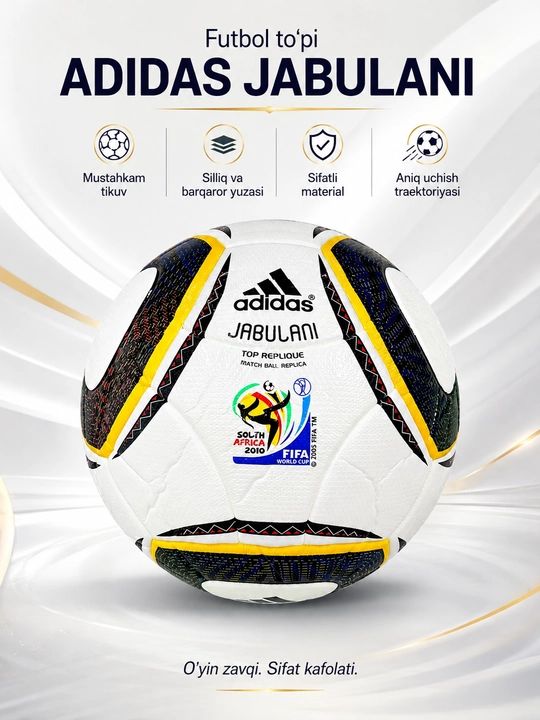 Futbol to‘pi
ADIDAS JABULANI
Mustahkam
tikuv
Silliq va
barqaror yuzasi
Sifatli
material
Aniq uchish
traektoriyasi
adidas®
JABULANI
TOP REPLIQUE
MATCH BALL REPLICA
SOUTH
AFRICA
2010
FIFA
WORLD CUP
© 2005 FIFA TM
O‘yin zavqi. Sifat kafolati.